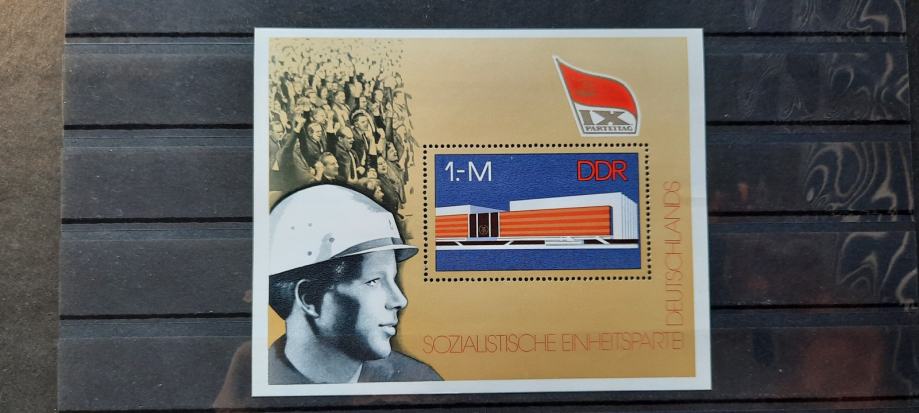 IX
PARTEITAG
1.-M DDR
SOZIALISTISCHE EINHEITSPARTEI
DEUTSCHLANDS